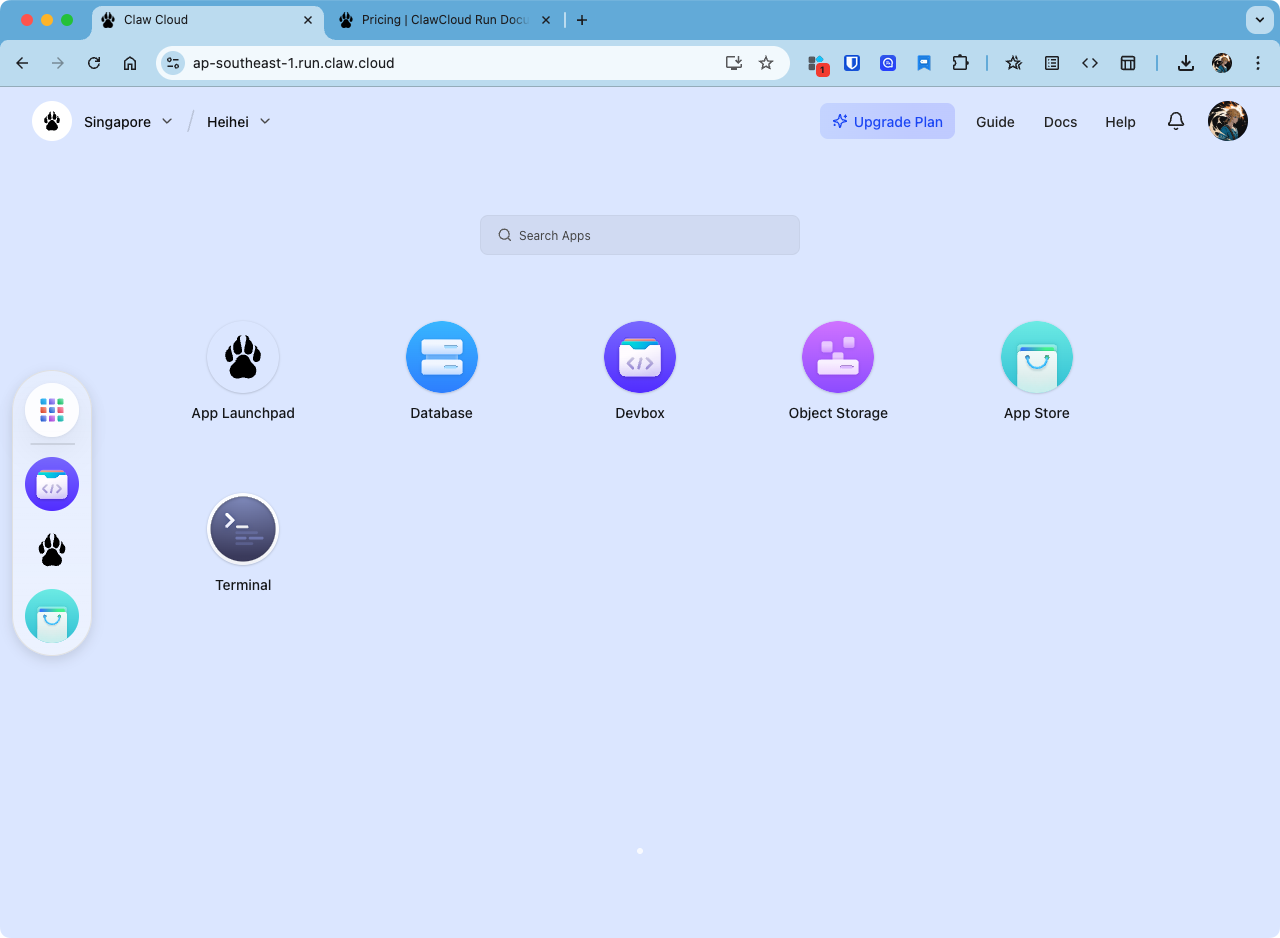 Claw Cloud
Pricing | ClawCloud Run Docu
ap-southeast-1.run.claw.cloud
1
Singapore
Heihei
Upgrade Plan
Guide
Docs
Help
Search Apps
App Launchpad
Database
Devbox
Object Storage
App Store
Terminal